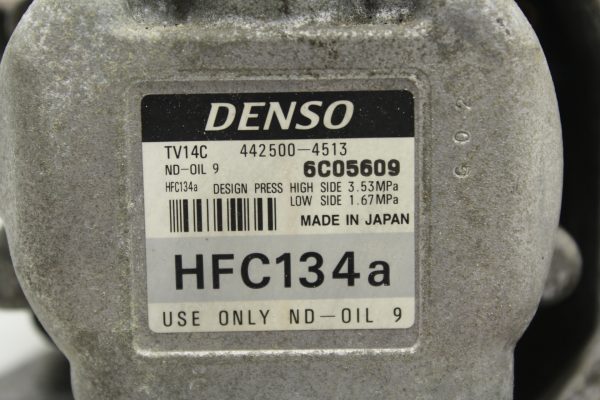 DENSO
TV14C 442500-4513
ND-OIL 9 6C05609
HFC134a DESIGN PRESS HIGH SIDE 3.53MPa
LOW SIDE 1.67MPa
MADE IN JAPAN
HFC134a
USE ONLY ND-OIL 9